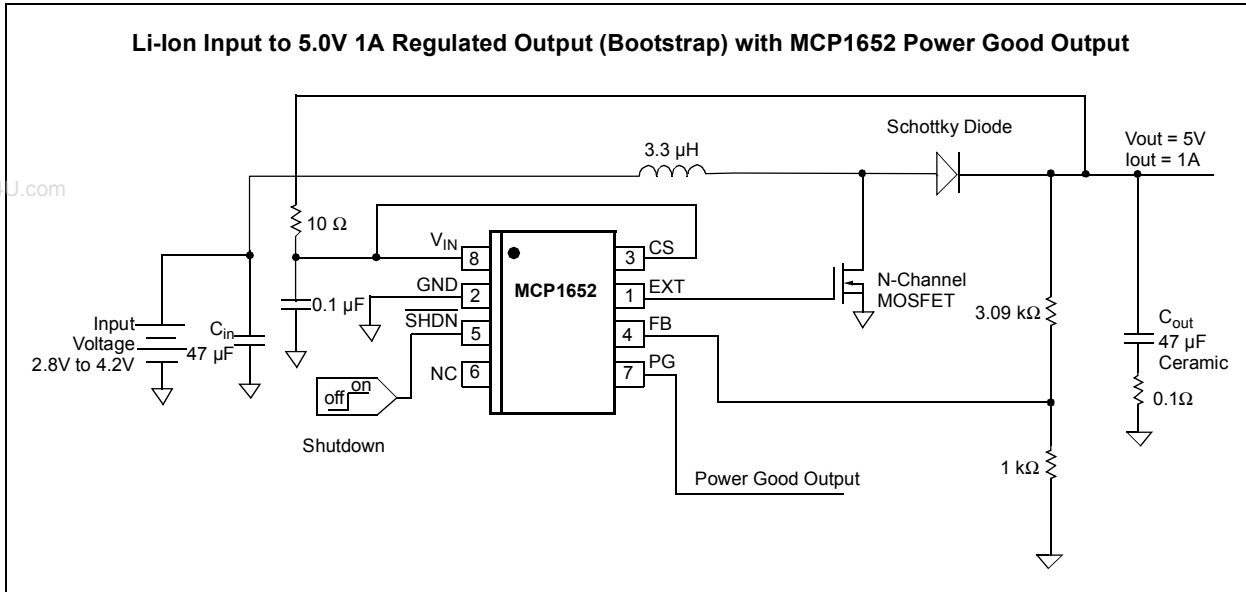 Li-Ion Input to 5.0V 1A Regulated Output (Bootstrap) with MCP1652 Power Good Output
Schottky Diode
Vout = 5V
Iout = 1A
3.3 µH
U.com
10 Ω
VIN
8
CS
3
GND
2
MCP1652
EXT
1
N-Channel
MOSFET
0.1 µF
SHDN
5
FB
4
3.09 kΩ
Input
Voltage
2.8V to 4.2V
Cin
47 µF
NC
6
PG
7
Cout
47 µF
Ceramic
0.1Ω
off
on
Shutdown
1 kΩ
Power Good Output